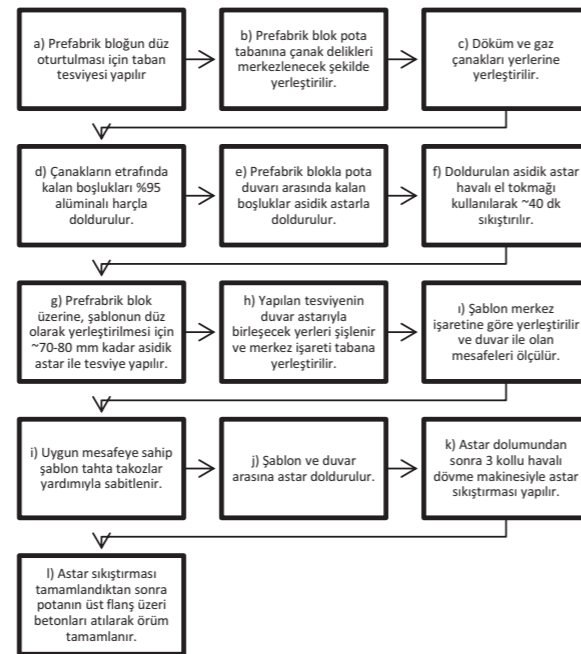 a) Prefabrik bloğun düz
oturtulması için taban
tesviyesi yapılır
b) Prefabrik blok pota
tabanına çanak delikleri
merkezlenecek şekilde
yerleştirilir.
c) Döküm ve gaz
çanakları yerlerine
yerleştirilir.
d) Çanakların etrafında
kalan boşlukları %95
alüminalı harçla
doldurulur.
e) Prefabrik blokla pota
duvarı arasında kalan
boşluklar asidik astarla
doldurulur.
f) Doldurulan asidik astar
havalı el tokmağı
kullanılarak ~40 dk
sıkıştırılır.
g) Prefrabrik blok
üzerine, şablonun düz
olarak yerleştirilmesi için
~70-80 mm kadar asidik
astar ile tesviye yapılır.
h) Yapılan tesviyenin
duvar astarıyla
birleşecek yerleri şişlenir
ve merkez işareti tabana
yerleştirilir.
ı) Şablon merkez
işaretine göre yerleştirilir
ve duvar ile olan
mesafeleri ölçülür.
i) Uygun mesafeye sahip
şablon tahta takozlar
yardımıyla sabitlenir.
j) Şablon ve duvar
arasına astar doldurulur.
k) Astar dolumundan
sonra 3 kollu havalı
dövme makinesiyle astar
sıkıştırması yapılır.
l) Astar sıkıştırması
tamamlandıktan sonra
potanın üst flanş üzeri
betonları atılarak örüm
tamamlanır.